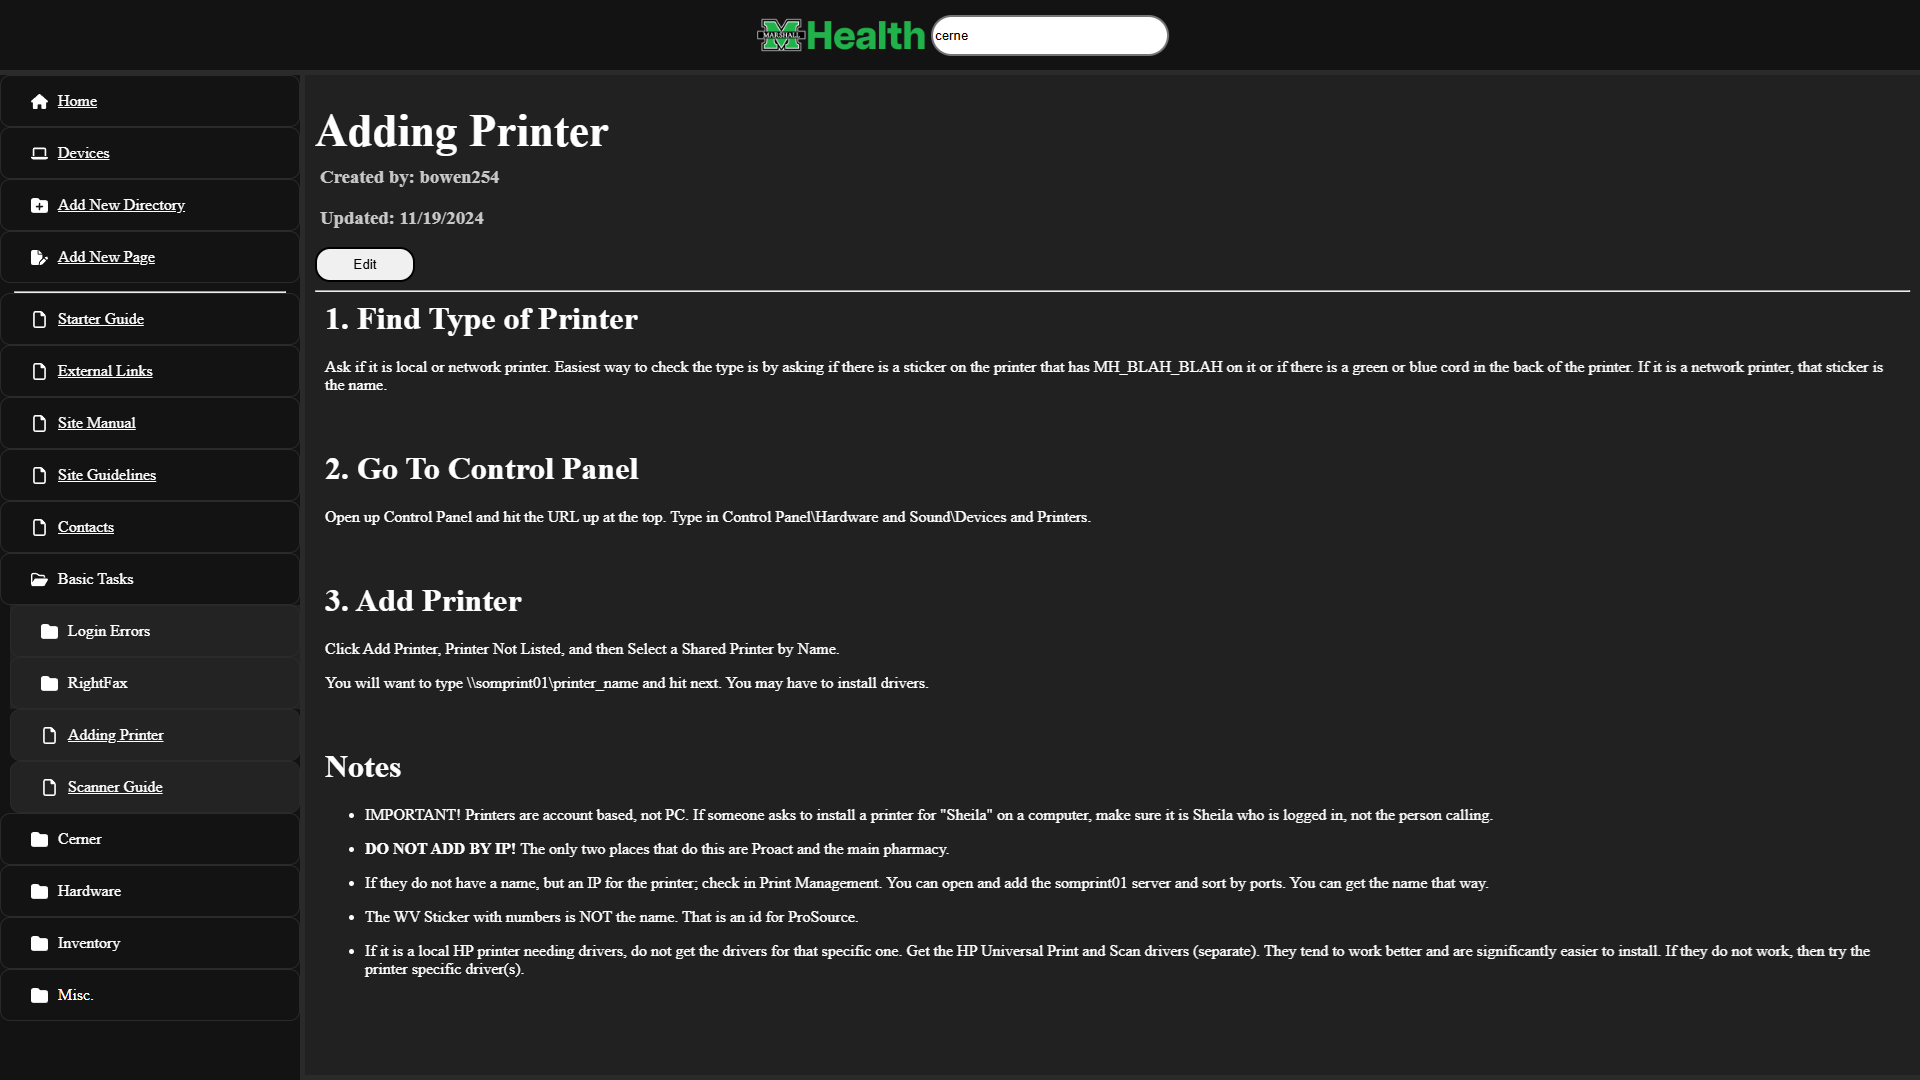 MARSHALL Health cerne
Home
Devices
Add New Directory
Add New Page
Starter Guide
External Links
Site Manual
Site Guidelines
Contacts
Basic Tasks
Login Errors
RightFax
Adding Printer
Scanner Guide
Cerner
Hardware
Inventory
Misc.
Adding Printer
Created by: bowen254
Updated: 11/19/2024
Edit
1. Find Type of Printer
Ask if it is local or network printer. Easiest way to check the type is by asking if there is a sticker on the printer that has MH_BLAH_BLAH on it or if there is a green or blue cord in the back of the printer. If it is a network printer, that sticker is
the name.
2. Go To Control Panel
Open up Control Panel and hit the URL up at the top. Type in Control Panel\Hardware and Sound\Devices and Printers.
3. Add Printer
Click Add Printer, Printer Not Listed, and then Select a Shared Printer by Name.
You will want to type \\somprint01\printer_name and hit next. You may have to install drivers.
Notes
• IMPORTANT! Printers are account based, not PC. If someone asks to install a printer for "Sheila" on a computer, make sure it is Sheila who is logged in, not the person calling.
• DO NOT ADD BY IP! The only two places that do this are Proact and the main pharmacy.
• If they do not have a name, but an IP for the printer; check in Print Management. You can open and add the somprint01 server and sort by ports. You can get the name that way.
• The WV Sticker with numbers is NOT the name. That is an id for ProSource.
• If it is a local HP printer needing drivers, do not get the drivers for that specific one. Get the HP Universal Print and Scan drivers (separate). They tend to work better and are significantly easier to install. If they do not work, then try the
printer specific driver(s).